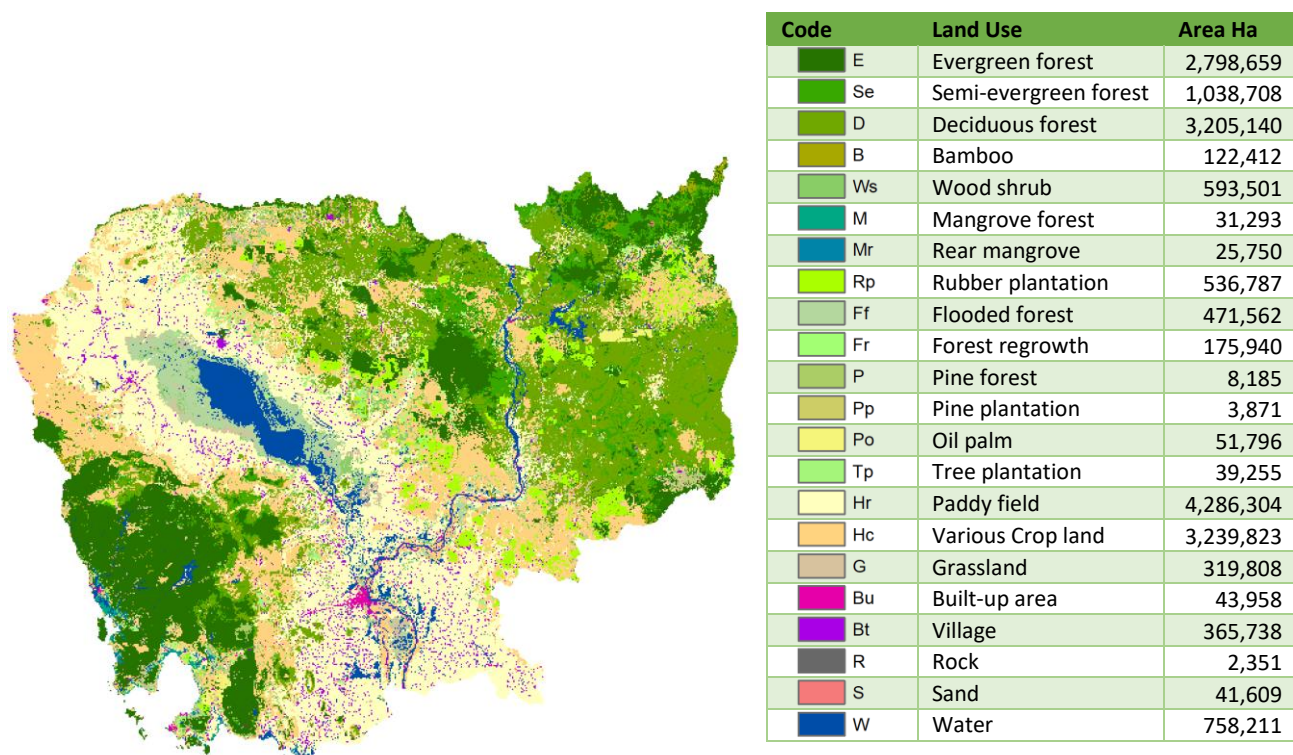 Code Land Use Area Ha
E Evergreen forest 2,798,659
Se Semi-evergreen forest 1,038,708
D Deciduous forest 3,205,140
B Bamboo 122,412
Ws Wood shrub 593,501
M Mangrove forest 31,293
Mr Rear mangrove 25,750
Rp Rubber plantation 536,787
Ff Flooded forest 471,562
Fr Forest regrowth 175,940
P Pine forest 8,185
Pp Pine plantation 3,871
Po Oil palm 51,796
Tp Tree plantation 39,255
Hr Paddy field 4,286,304
Hc Various Crop land 3,239,823
G Grassland 319,808
Bu Built-up area 43,958
Bt Village 365,738
R Rock 2,351
S Sand 41,609
W Water 758,211